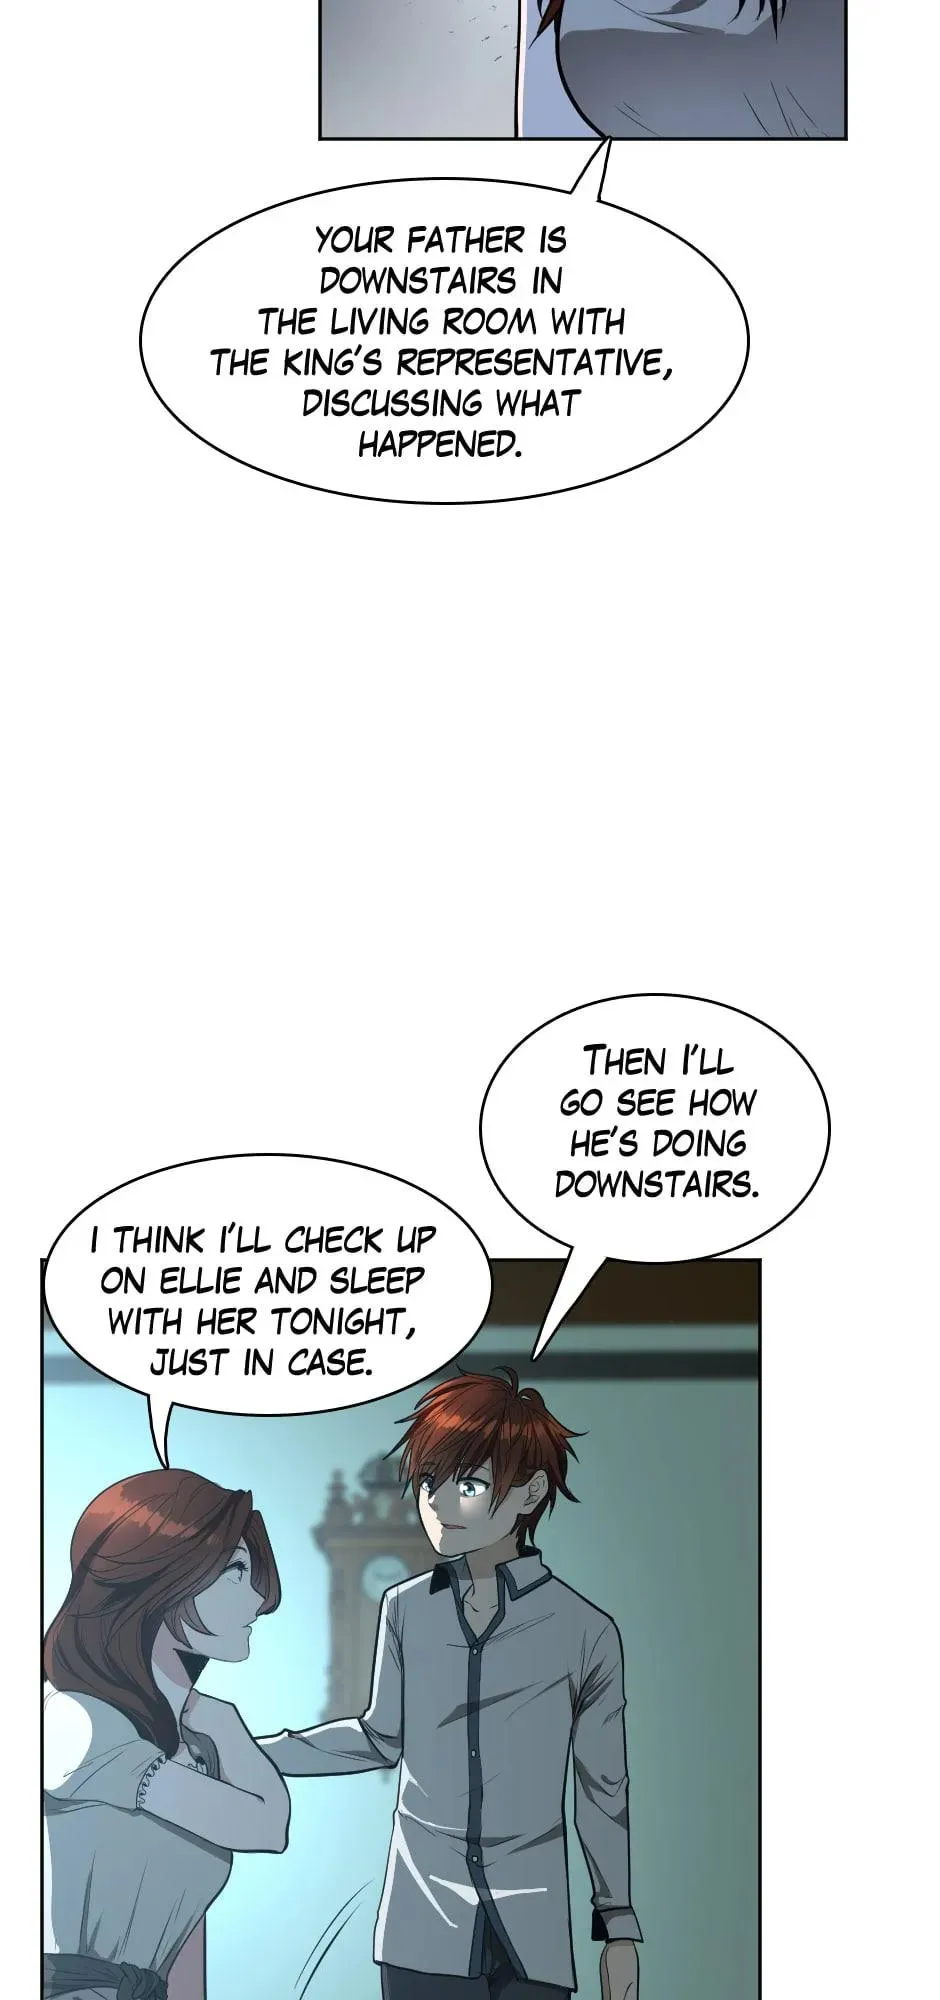 YOUR FATHER IS
DOWNSTAIRS IN
THE LIVING ROOM WITH
THE KING'S REPRESENTATIVE,
DISCUSSING WHAT
HAPPENED.
THEN I'LL
GO SEE HOW
HE'S DOING
DOWNSTAIRS.
I THINK I'LL CHECK UP
ON ELLIE AND SLEEP
WITH HER TONIGHT,
JUST IN CASE.